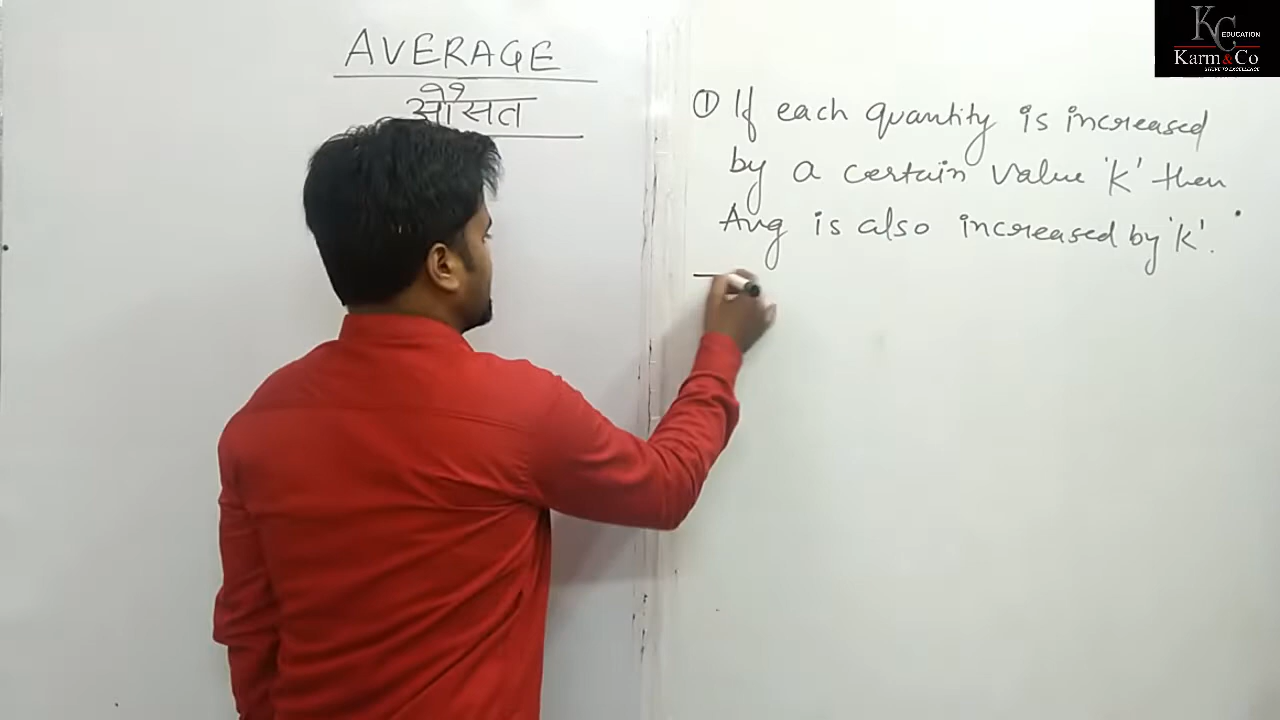 AVERAGE
औसत
① If each quantity is increased
by a certain value 'K' then
Avg is also increased by 'K'.
KC EDUCATION
Karm&Co